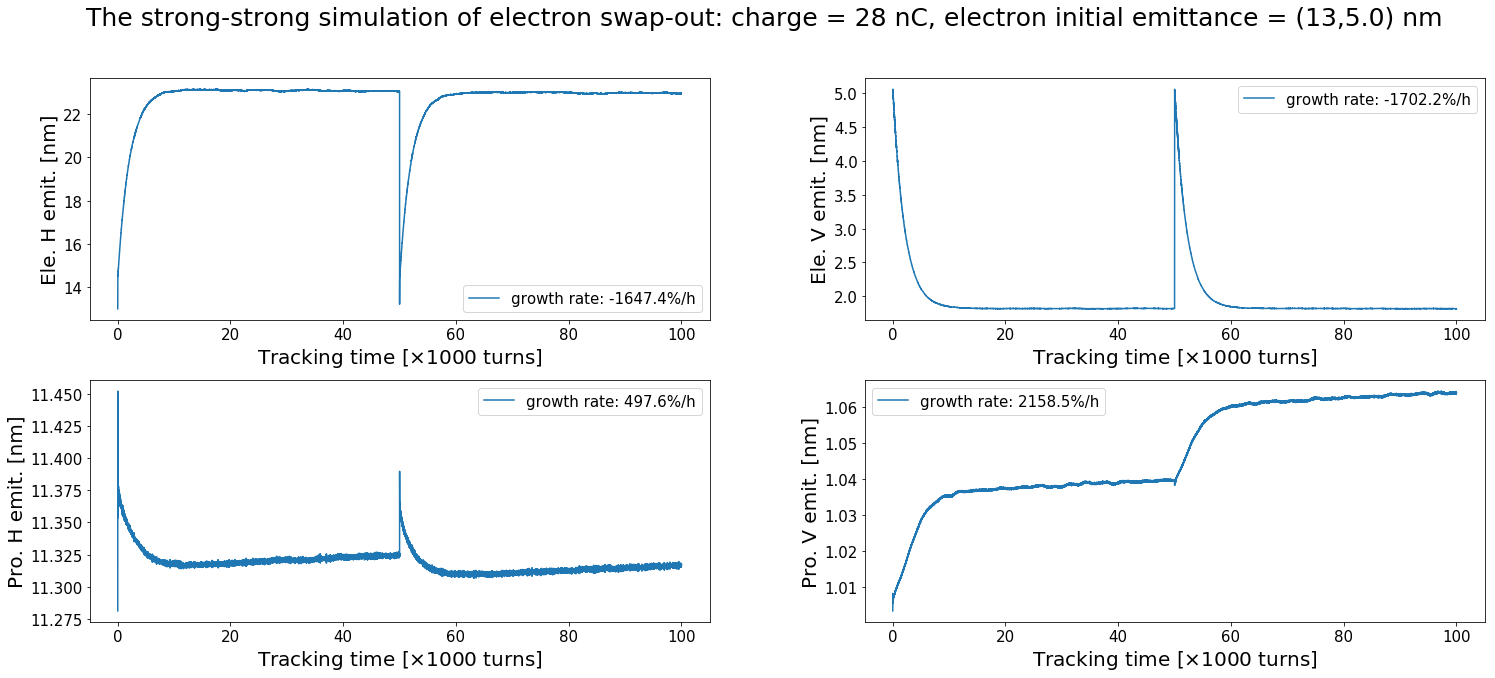 The strong-strong simulation of electron swap-out: charge = 28 nC, electron initial emittance = (13,5.0) nm
Ele. H emit. [nm]
22
20
18
16
14
growth rate: -1647.4%/h
0 20 40 60 80 100
Tracking time [×1000 turns]
Ele. V emit. [nm]
5.0
4.5
4.0
3.5
3.0
2.5
2.0
growth rate: -1702.2%/h
0 20 40 60 80 100
Tracking time [×1000 turns]
Pro. H emit. [nm]
11.450
11.425
11.400
11.375
11.350
11.325
11.300
11.275
growth rate: 497.6%/h
0 20 40 60 80 100
Tracking time [×1000 turns]
Pro. V emit. [nm]
1.06
1.05
1.04
1.03
1.02
1.01
growth rate: 2158.5%/h
0 20 40 60 80 100
Tracking time [×1000 turns]